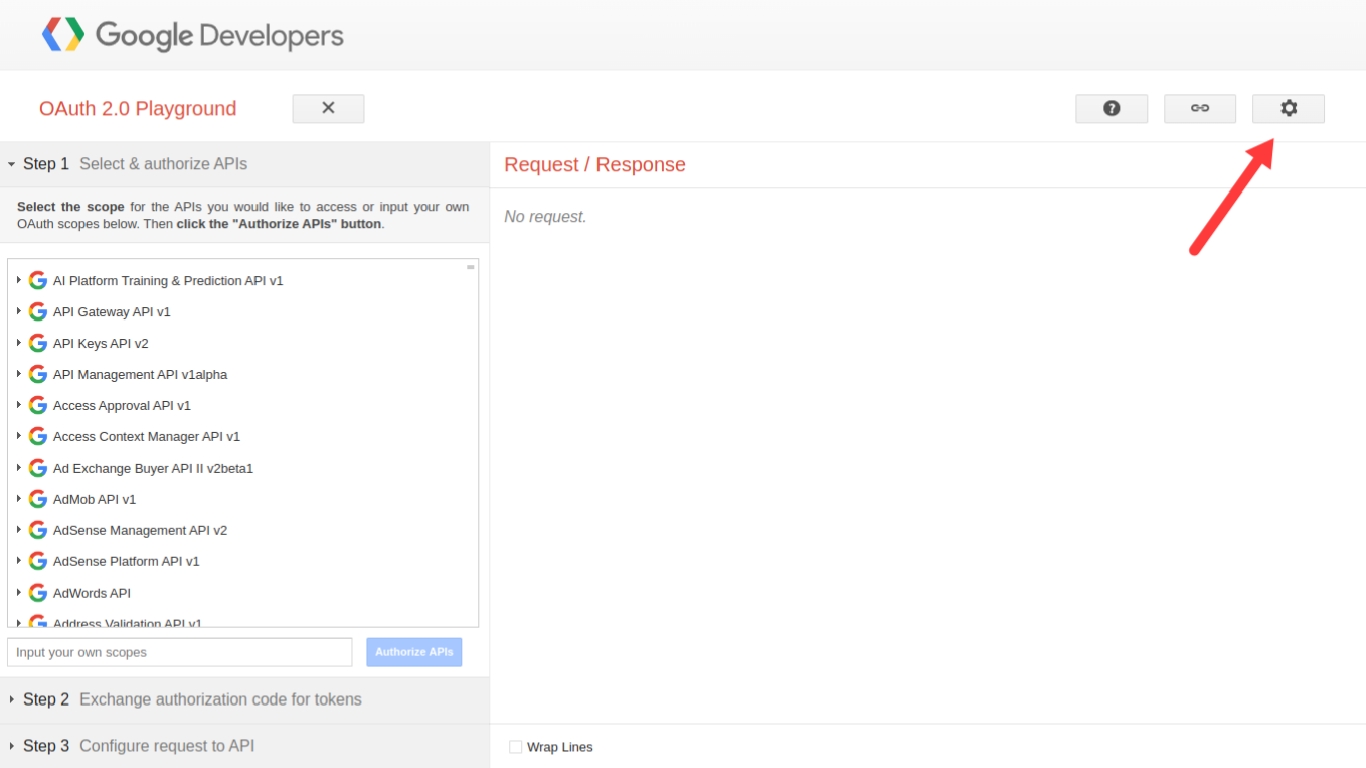 Google Developers
OAuth 2.0 Playground
Step 1 Select & authorize APIs
Select the scope for the APIs you would like to access or input your own
OAuth scopes below. Then click the "Authorize APIs" button.
AI Platform Training & Prediction API v1
API Gateway API v1
API Keys API v2
API Management API v1alpha
Access Approval API v1
Access Context Manager API v1
Ad Exchange Buyer API II v2beta1
AdMob API v1
AdSense Management API v2
AdSense Platform API v1
AdWords API
Address Validation API v1
Input your own scopes
Authorize APIs
Step 2 Exchange authorization code for tokens
Step 3 Configure request to API
Request / Response
No request.
Wrap Lines